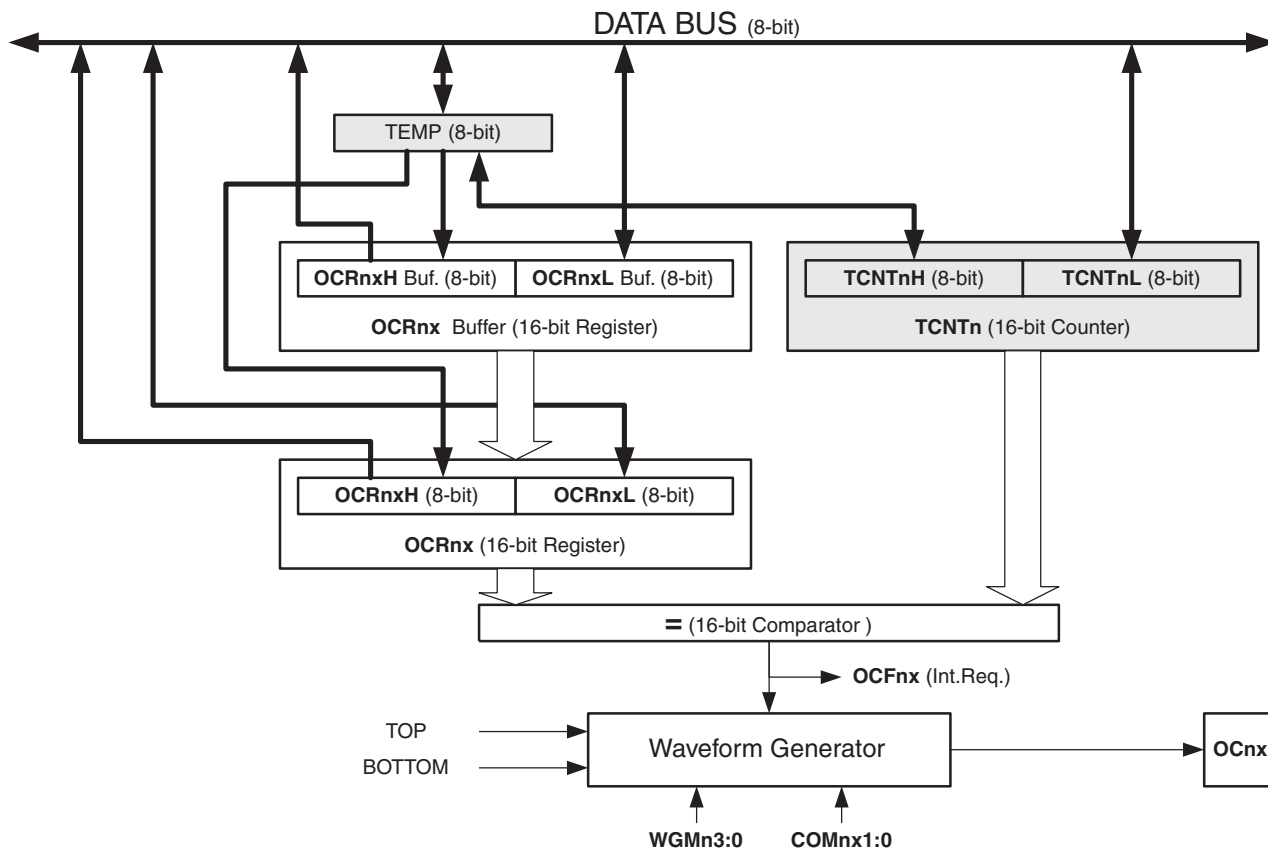 DATA BUS (8-bit)
TEMP (8-bit)
OCRnxH Buf. (8-bit) OCRnxL Buf. (8-bit)
OCRnx Buffer (16-bit Register)
TCNTnH (8-bit) TCNTnL (8-bit)
TCNTn (16-bit Counter)
OCRnxH (8-bit) OCRnxL (8-bit)
OCRnx (16-bit Register)
= (16-bit Comparator )
OCFnx (Int.Req.)
TOP
BOTTOM
Waveform Generator
OCnx
WGMn3:0 COMnx1:0